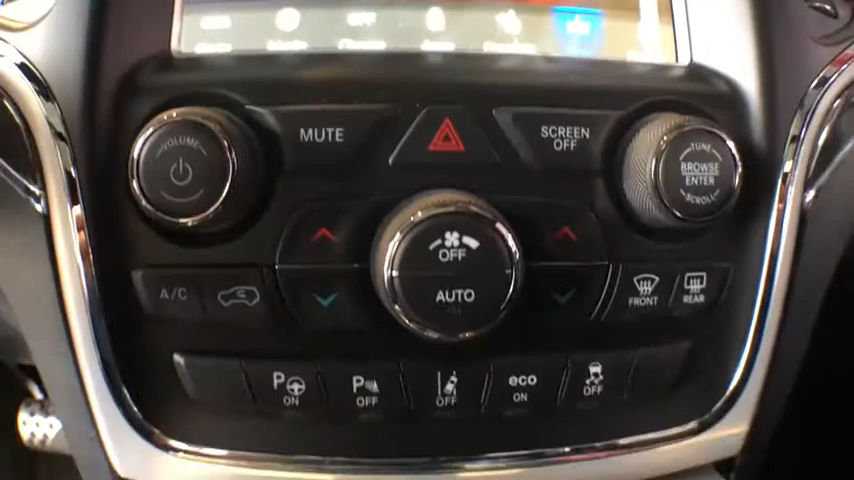 VOLUME
MUTE
SCREEN
OFF
TUNE
BROWSE
ENTER
SCROLL
OFF
AUTO
A/C
FRONT
REAR
P ON
P OFF
OFF
eco
ON
OFF